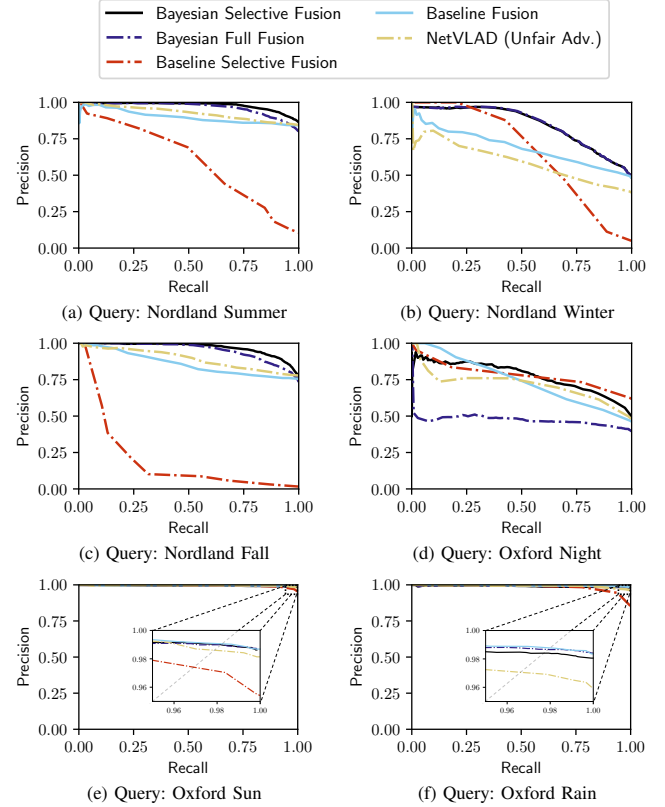 Bayesian Selective Fusion
Bayesian Full Fusion
Baseline Selective Fusion
Baseline Fusion
NetVLAD (Unfair Adv.)
1.00
0.75
0.50
0.25
0.00
Precision
0.00 0.25 0.50 0.75 1.00
Recall
(a) Query: Nordland Summer
1.00
0.75
0.50
0.25
0.00
Precision
0.00 0.25 0.50 0.75 1.00
Recall
(b) Query: Nordland Winter
1.00
0.75
0.50
0.25
0.00
Precision
0.00 0.25 0.50 0.75 1.00
Recall
(c) Query: Nordland Fall
1.00
0.75
0.50
0.25
0.00
Precision
0.00 0.25 0.50 0.75 1.00
Recall
(d) Query: Oxford Night
1.00
0.75
0.50
0.25
0.00
Precision
1.00
0.98
0.96
0.96 0.98 1.00
0.00 0.25 0.50 0.75 1.00
Recall
(e) Query: Oxford Sun
1.00
0.75
0.50
0.25
0.00
Precision
1.00
0.98
0.96
0.96 0.98 1.00
0.00 0.25 0.50 0.75 1.00
Recall
(f) Query: Oxford Rain